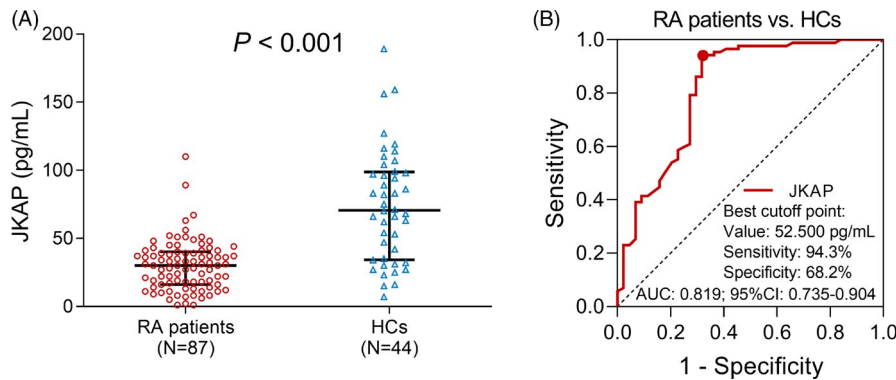 (A)
P < 0.001
JKAP (pg/mL)
200
150
100
50
0
RA patients
(N=87)
HCs
(N=44)
(B)
RA patients vs. HCs
Sensitivity
1.0
0.8
0.6
0.4
0.2
0.0
JKAP
Best cutoff point:
Value: 52.500 pg/mL
Sensitivity: 94.3%
Specificity: 68.2%
AUC: 0.819; 95%CI: 0.735-0.904
0.0 0.2 0.4 0.6 0.8 1.0
1 - Specificity